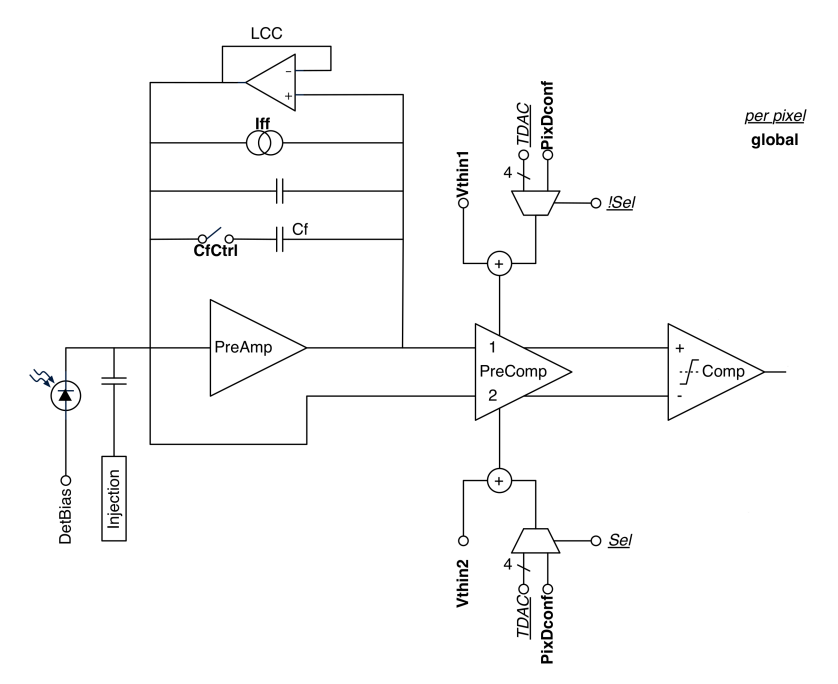 LCC
-
+
Iff
Cf
CfCtrl
PreAmp
DetBias
Injection
Vthin1
TDAC
PixDconf
4
!Sel
per pixel
global
+
1
PreComp
2
+
Comp
-
+
Sel
4
Vthin2
TDAC
PixDconf